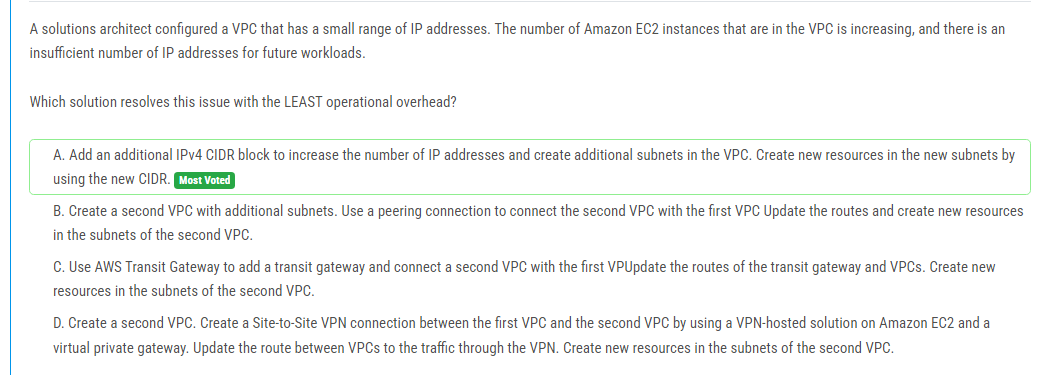 A solutions architect configured a VPC that has a small range of IP addresses. The number of Amazon EC2 instances that are in the VPC is increasing, and there is an
insufficient number of IP addresses for future workloads.
Which solution resolves this issue with the LEAST operational overhead?
A. Add an additional IPv4 CIDR block to increase the number of IP addresses and create additional subnets in the VPC. Create new resources in the new subnets by
using the new CIDR. Most Voted
B. Create a second VPC with additional subnets. Use a peering connection to connect the second VPC with the first VPC Update the routes and create new resources
in the subnets of the second VPC.
C. Use AWS Transit Gateway to add a transit gateway and connect a second VPC with the first VPUpdate the routes of the transit gateway and VPCs. Create new
resources in the subnets of the second VPC.
D. Create a second VPC. Create a Site-to-Site VPN connection between the first VPC and the second VPC by using a VPN-hosted solution on Amazon EC2 and a
virtual private gateway. Update the route between VPCs to the traffic through the VPN. Create new resources in the subnets of the second VPC.